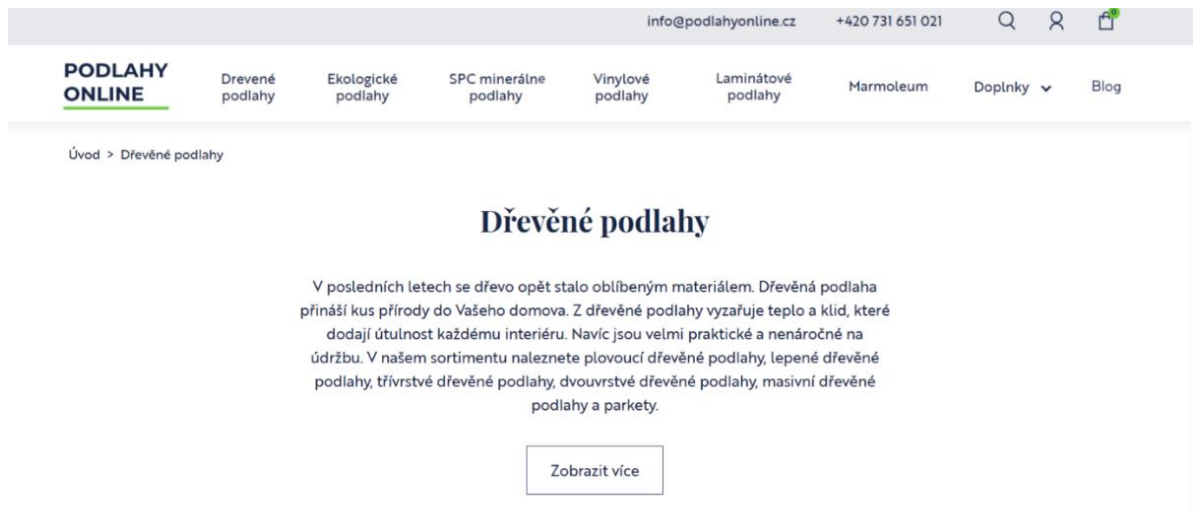 info@podlahyonline.cz +420 731 651 021 0
PODLAHY ONLINE
Drevené podlahy
Ekologické podlahy
SPC minerálne podlahy
Vinylové podlahy
Laminátové podlahy
Marmoleum
Doplnky
Blog
Úvod > Dřevěné podlahy
Dřevěné podlahy
V posledních letech se dřevo opět stalo oblíbeným materiálem. Dřevěná podlaha
přináší kus přírody do Vašeho domova. Z dřevěné podlahy vyzařuje teplo a klid, které
dodají útulnost každému interiéru. Navíc jsou velmi praktické a nenáročné na
údržbu. V našem sortimentu naleznete plovoucí dřevěné podlahy, lepené dřevěné
podlahy, třívrstvé dřevěné podlahy, dvouvrstvé dřevěné podlahy, masivní dřevěné
podlahy a parkety.
Zobrazit více